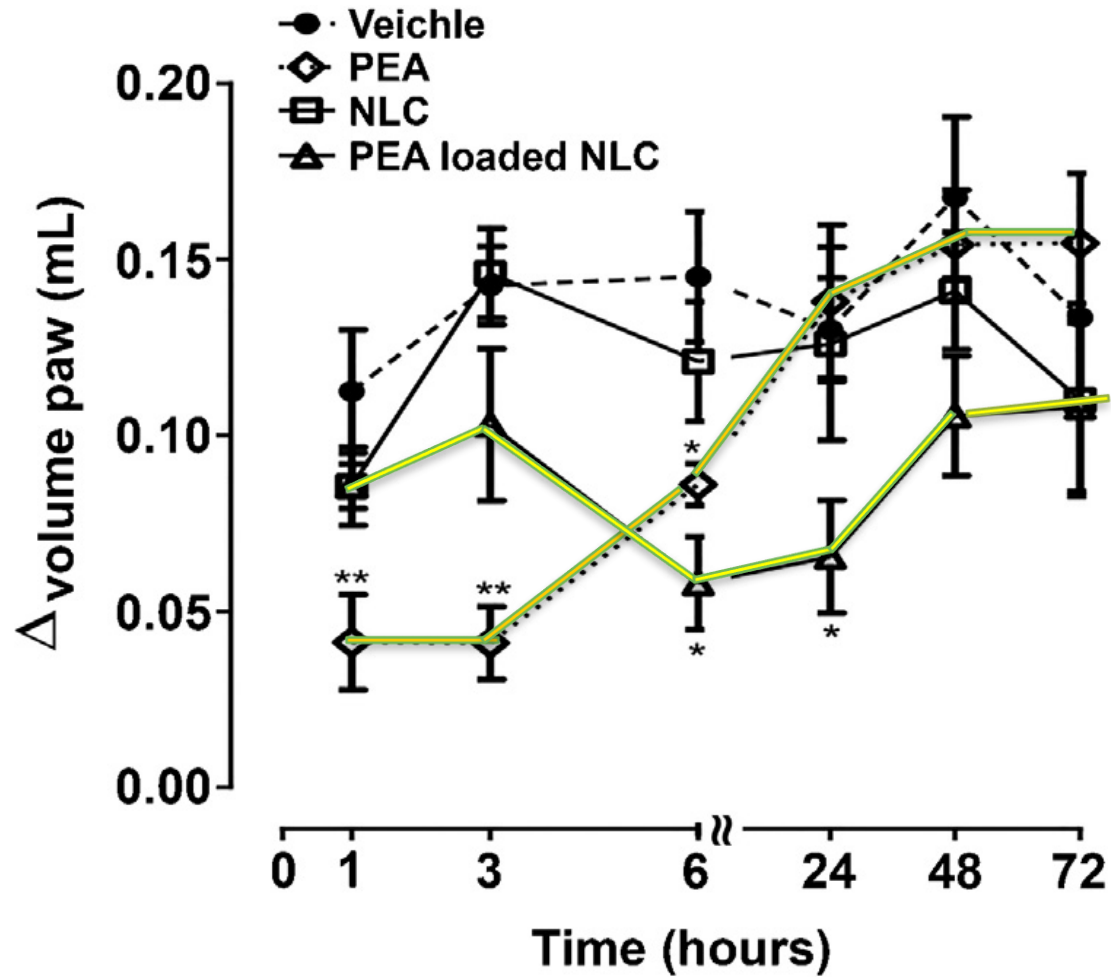 Veichle
PEA
NLC
PEA loaded NLC
0.20
0.15
0.10
0.05
0.00
△ volume paw (mL)
*
** **
* *
0 1 3 6 24 48 72
Time (hours)